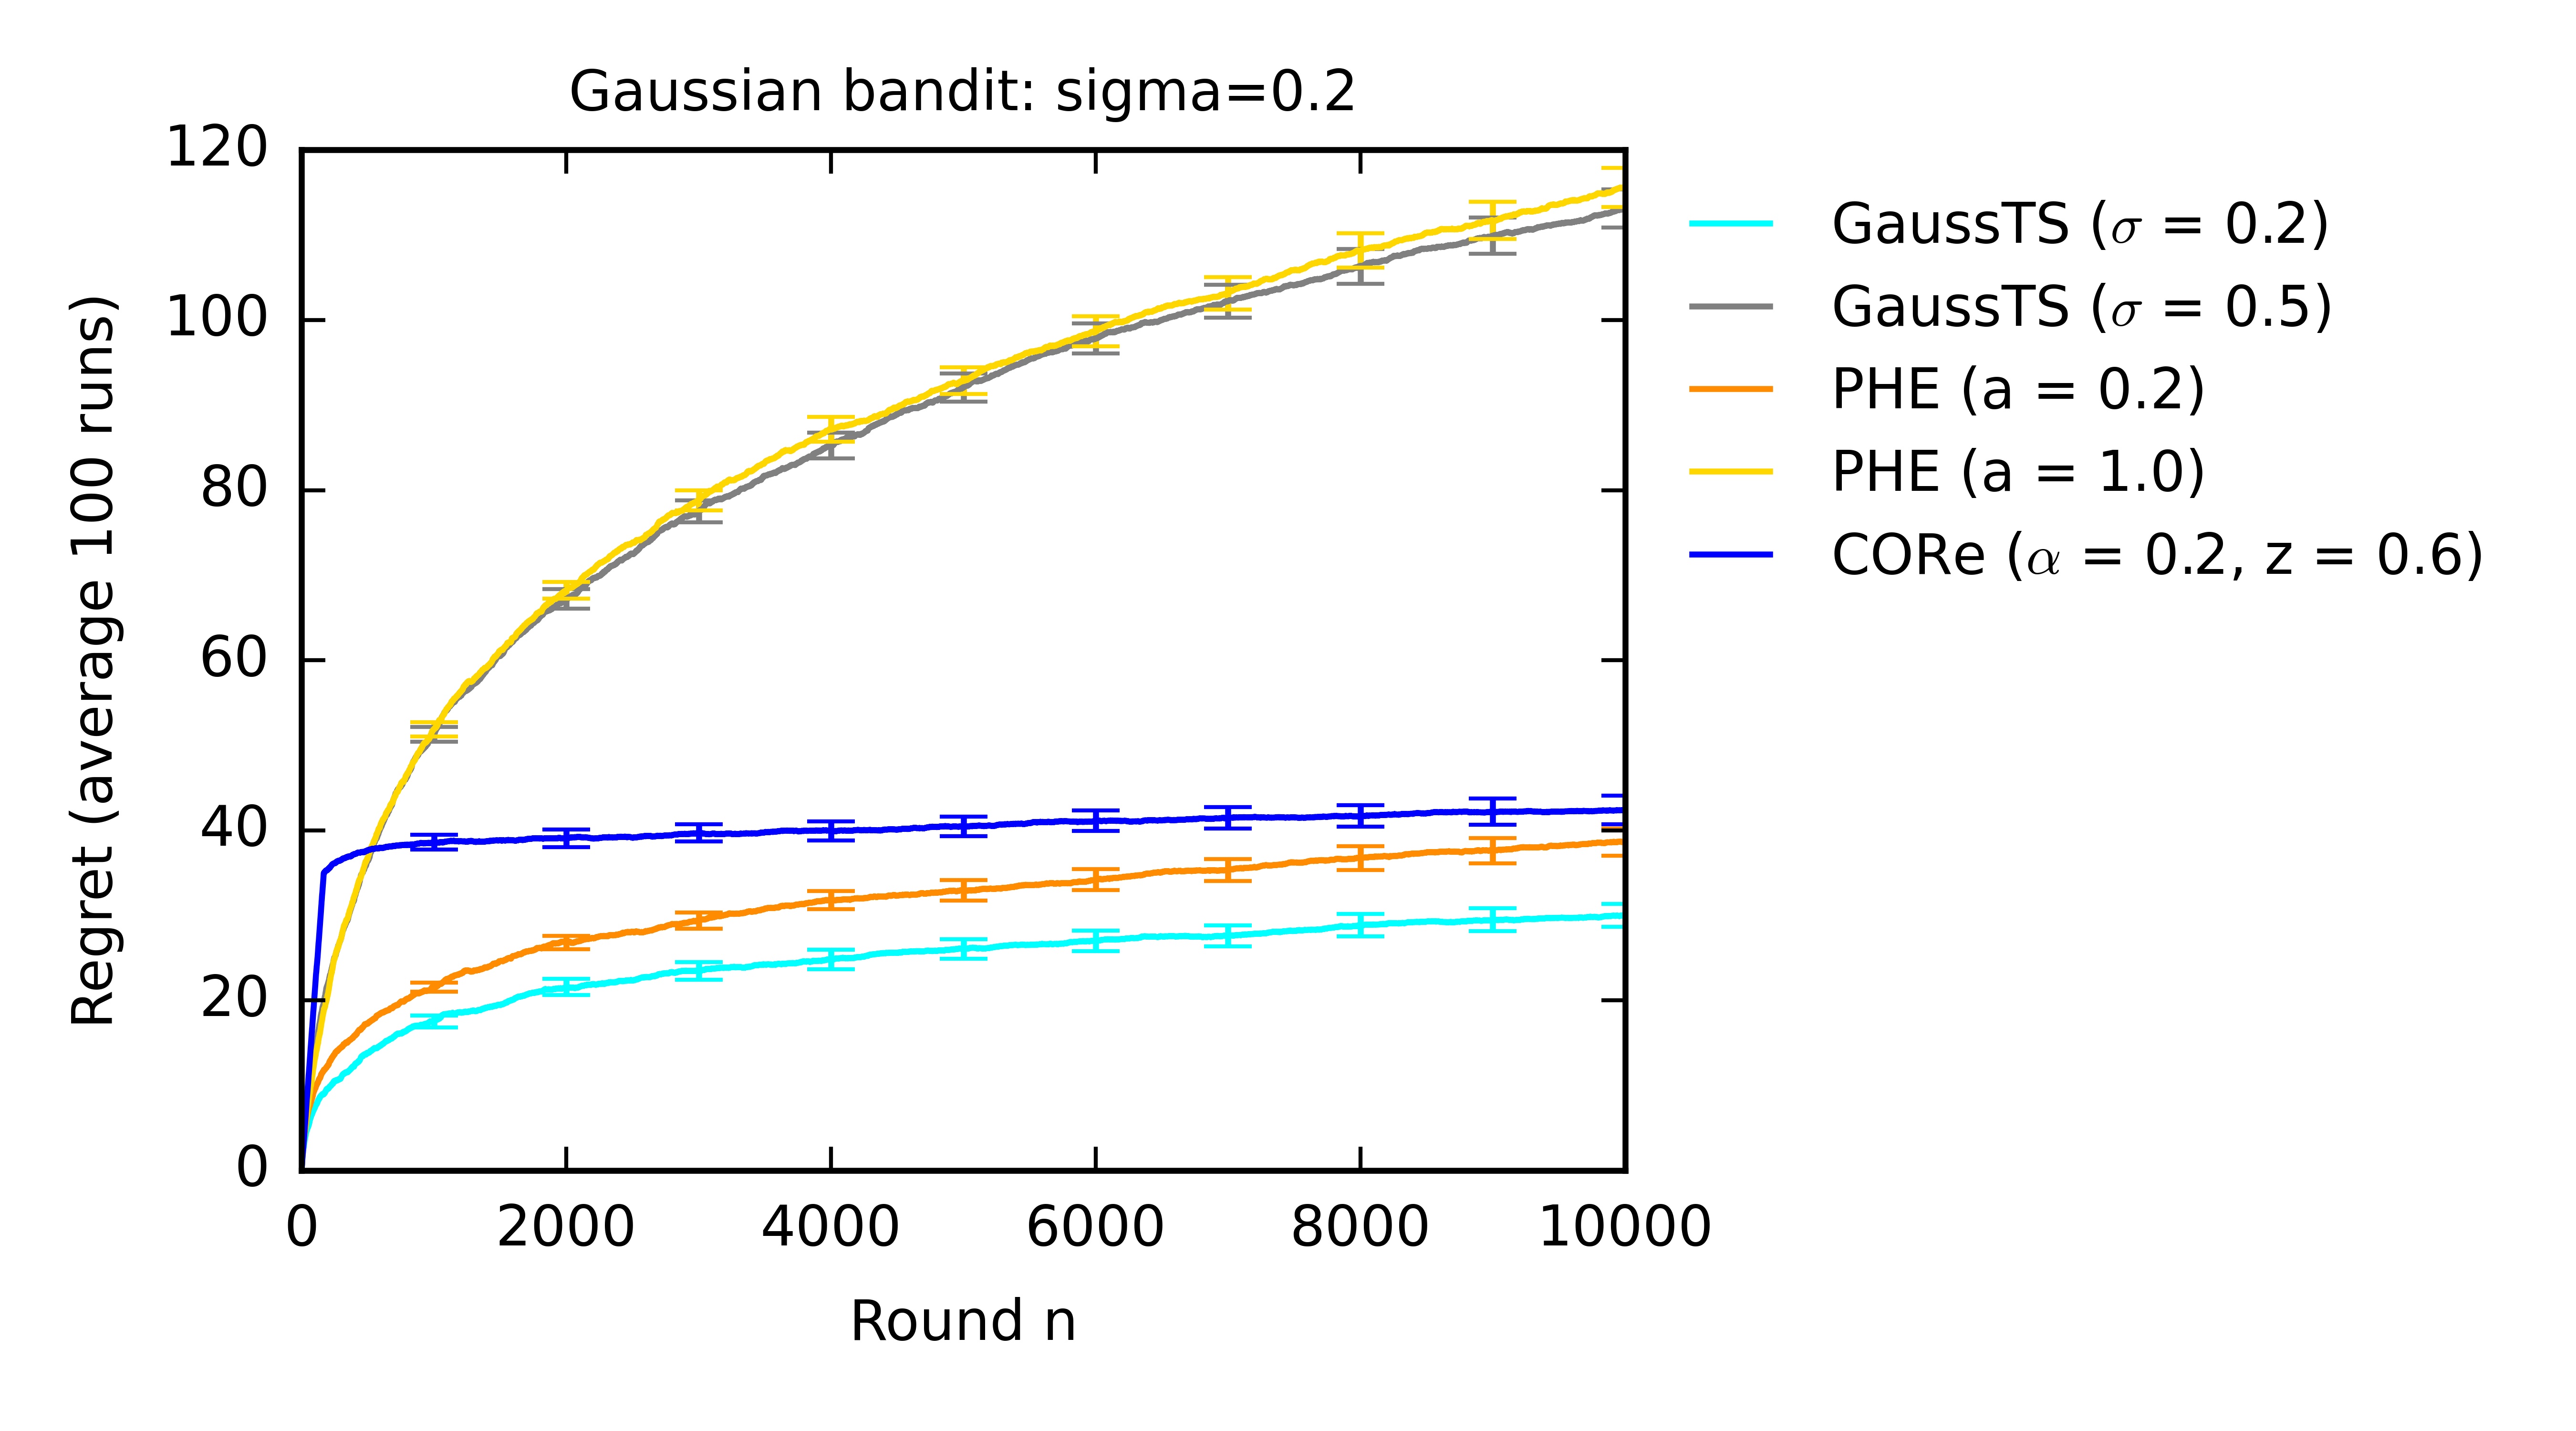 Gaussian bandit: sigma=0.2
120
100
80
60
40
20
0
Regret (average 100 runs)
0 2000 4000 6000 8000 10000
Round n
GaussTS (σ = 0.2)
GaussTS (σ = 0.5)
PHE (a = 0.2)
PHE (a = 1.0)
CORe (α = 0.2, z = 0.6)